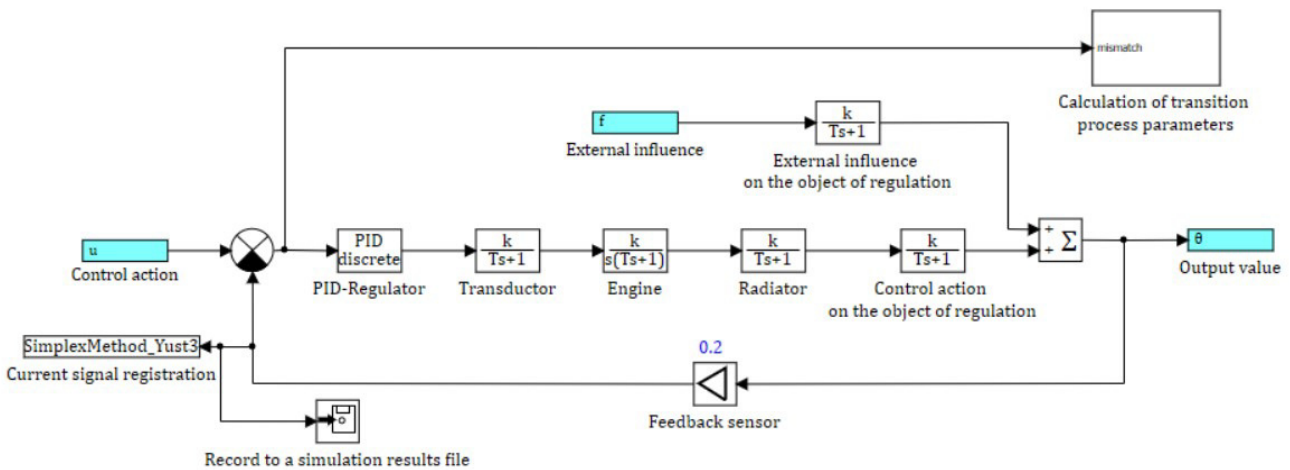 mismatch
Calculation of transition
process parameters
f
External influence
k
Ts+1
External influence
on the object of regulation
u
Control action
PID
discrete
PID-Regulator
k
Ts+1
Transductor
k
s(Ts+1)
Engine
k
Ts+1
Radiator
k
Ts+1
Control action
on the object of regulation
+
+
Σ
θ
Output value
SimplexMethod_Yust3
Current signal registration
0.2
Feedback sensor
Record to a simulation results file